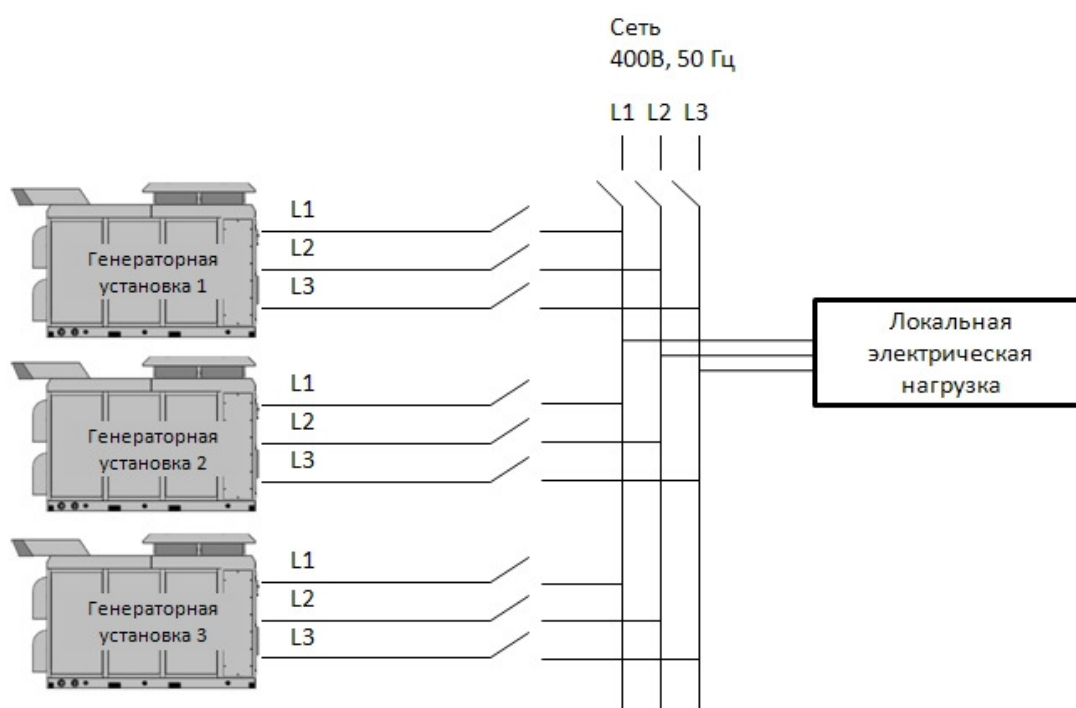 Сеть
400В, 50 Гц
L1 L2 L3
L1
L2
L3
Генераторная
установка 1
Локальная
электрическая
нагрузка
L1
L2
L3
Генераторная
установка 2
L1
L2
L3
Генераторная
установка 3